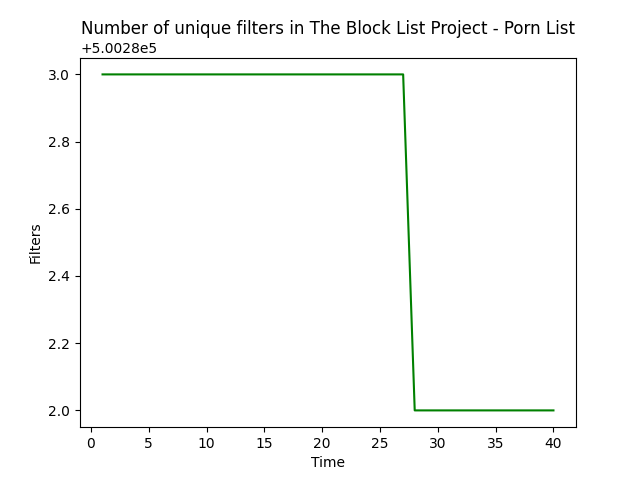 Number of unique filters in The Block List Project - Porn List
+5.0028e5
3.0
2.8
2.6
2.4
2.2
2.0
Filters
0 5 10 15 20 25 30 35 40
Time